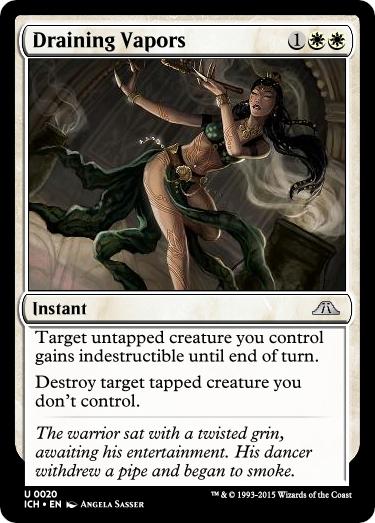 Draining Vapors 1
Instant
Target untapped creature you control
gains indestructible until end of turn.
Destroy target tapped creature you
don't control.
The warrior sat with a twisted grin,
awaiting his entertainment. His dancer
withdrew a pipe and began to smoke.
U 0020
ICH • EN Angela Sasser
™ & © 1993-2015 Wizards of the Coast